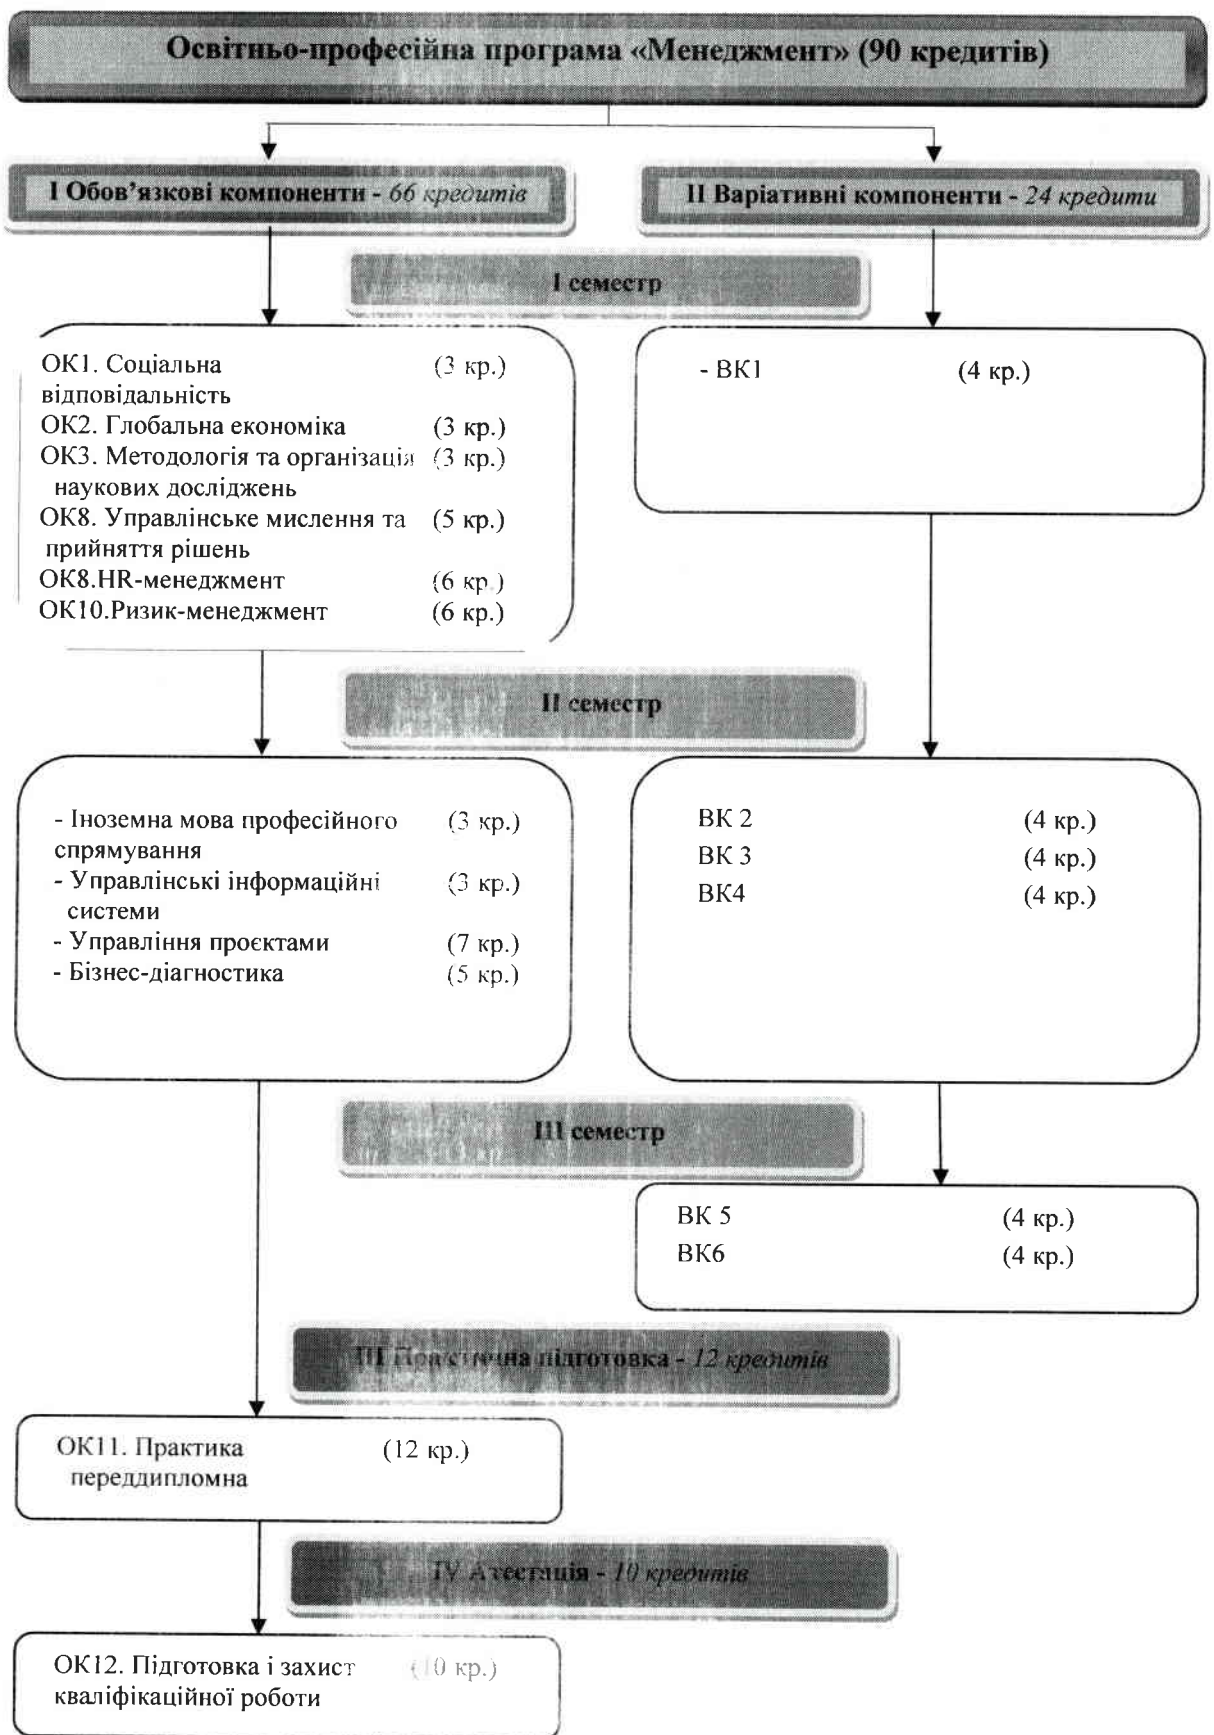 Освітньо-професійна програма «Менеджмент» (90 кредитів)
I Обов’язкові компоненти - 66 кредитів
II Варіативні компоненти - 24 кредити
I семестр
ОК1. Соціальна (3 кр.)
відповідальність
ОК2. Глобальна економіка (3 кр.)
ОК3. Методологія та організація (3 кр.)
наукових досліджень
ОК8. Управлінське мислення та (5 кр.)
прийняття рішень
ОК8.HR-менеджмент (6 кр.)
ОК10.Ризик-менеджмент (6 кр.)
- ВК1 (4 кр.)
II семестр
- Іноземна мова професійного (3 кр.)
спрямування
- Управлінські інформаційні (3 кр.)
системи
- Управління проєктами (7 кр.)
- Бізнес-діагностика (5 кр.)
ВК 2 (4 кр.)
ВК 3 (4 кр.)
ВК4 (4 кр.)
III семестр
ВК 5 (4 кр.)
ВК6 (4 кр.)
III Практична підготовка - 12 кредитів
ОК11. Практика (12 кр.)
переддипломна
IV Атестація - 10 кредитів
ОК12. Підготовка і захист (10 кр.)
кваліфікаційної роботи